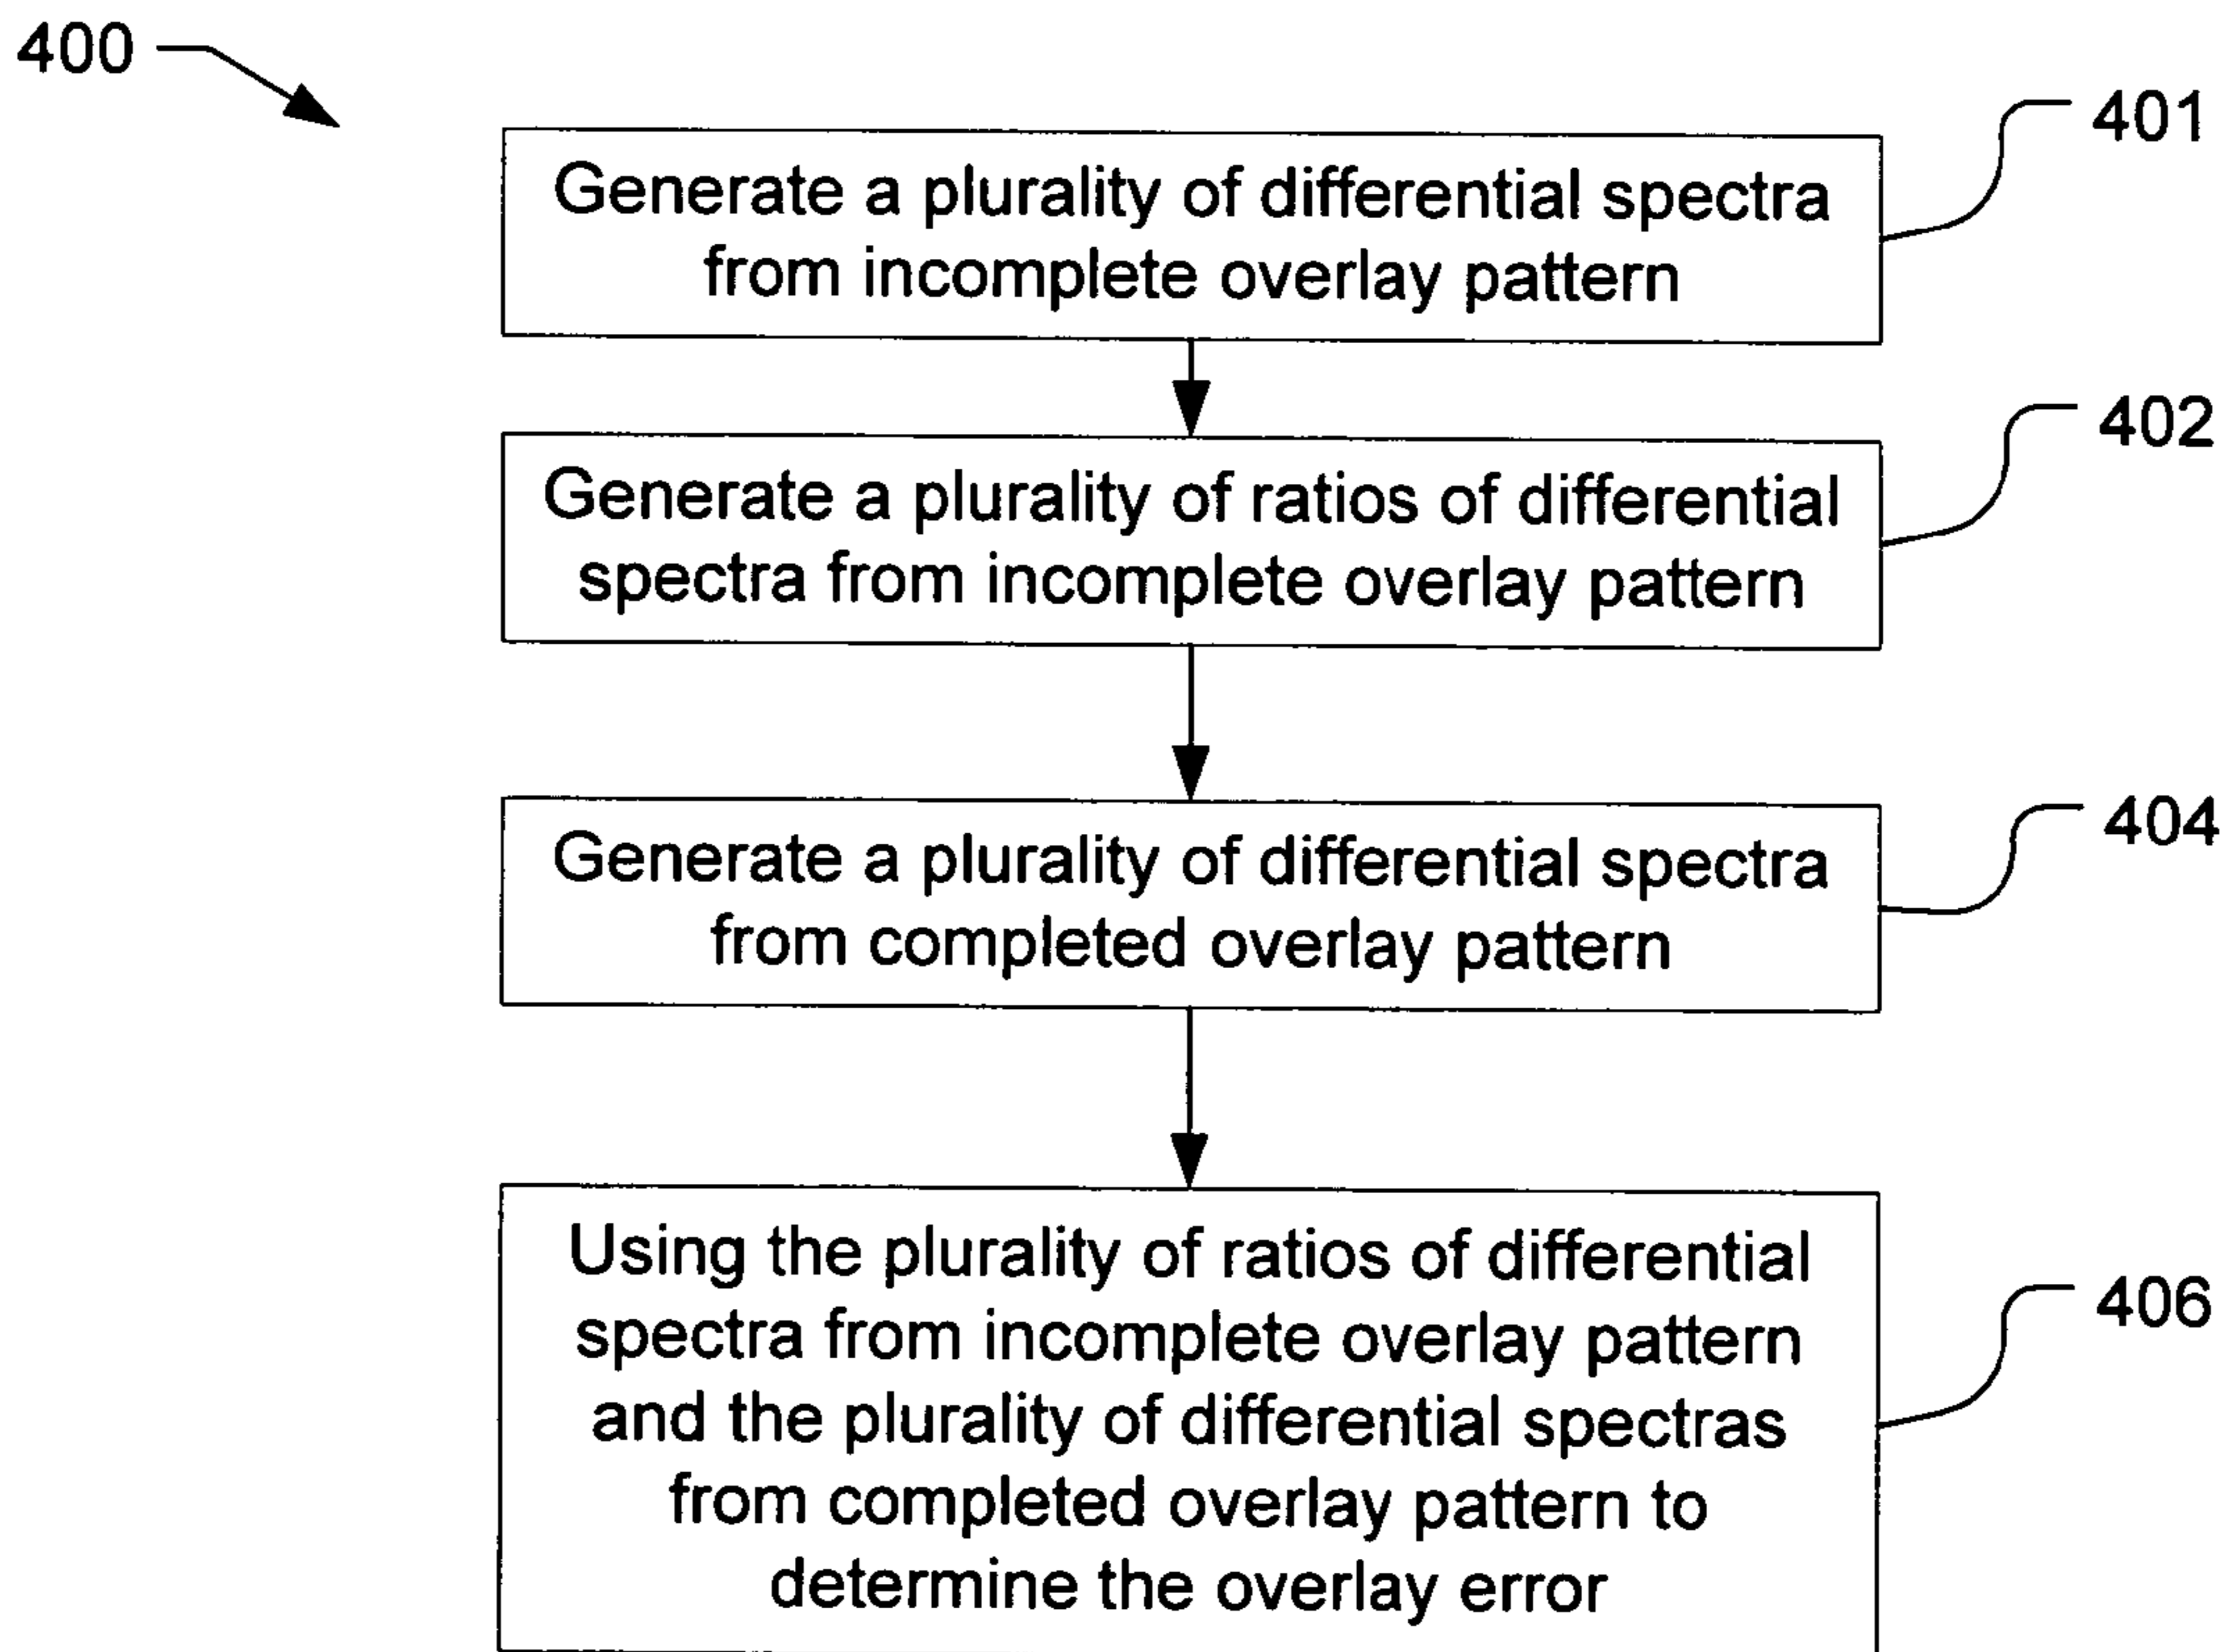 400
401
Generate a plurality of differential spectra
from incomplete overlay pattern
402
Generate a plurality of ratios of differential
spectra from incomplete overlay pattern
404
Generate a plurality of differential spectra
from completed overlay pattern
406
Using the plurality of ratios of differential
spectra from incomplete overlay pattern
and the plurality of differential spectras
from completed overlay pattern to
determine the overlay error